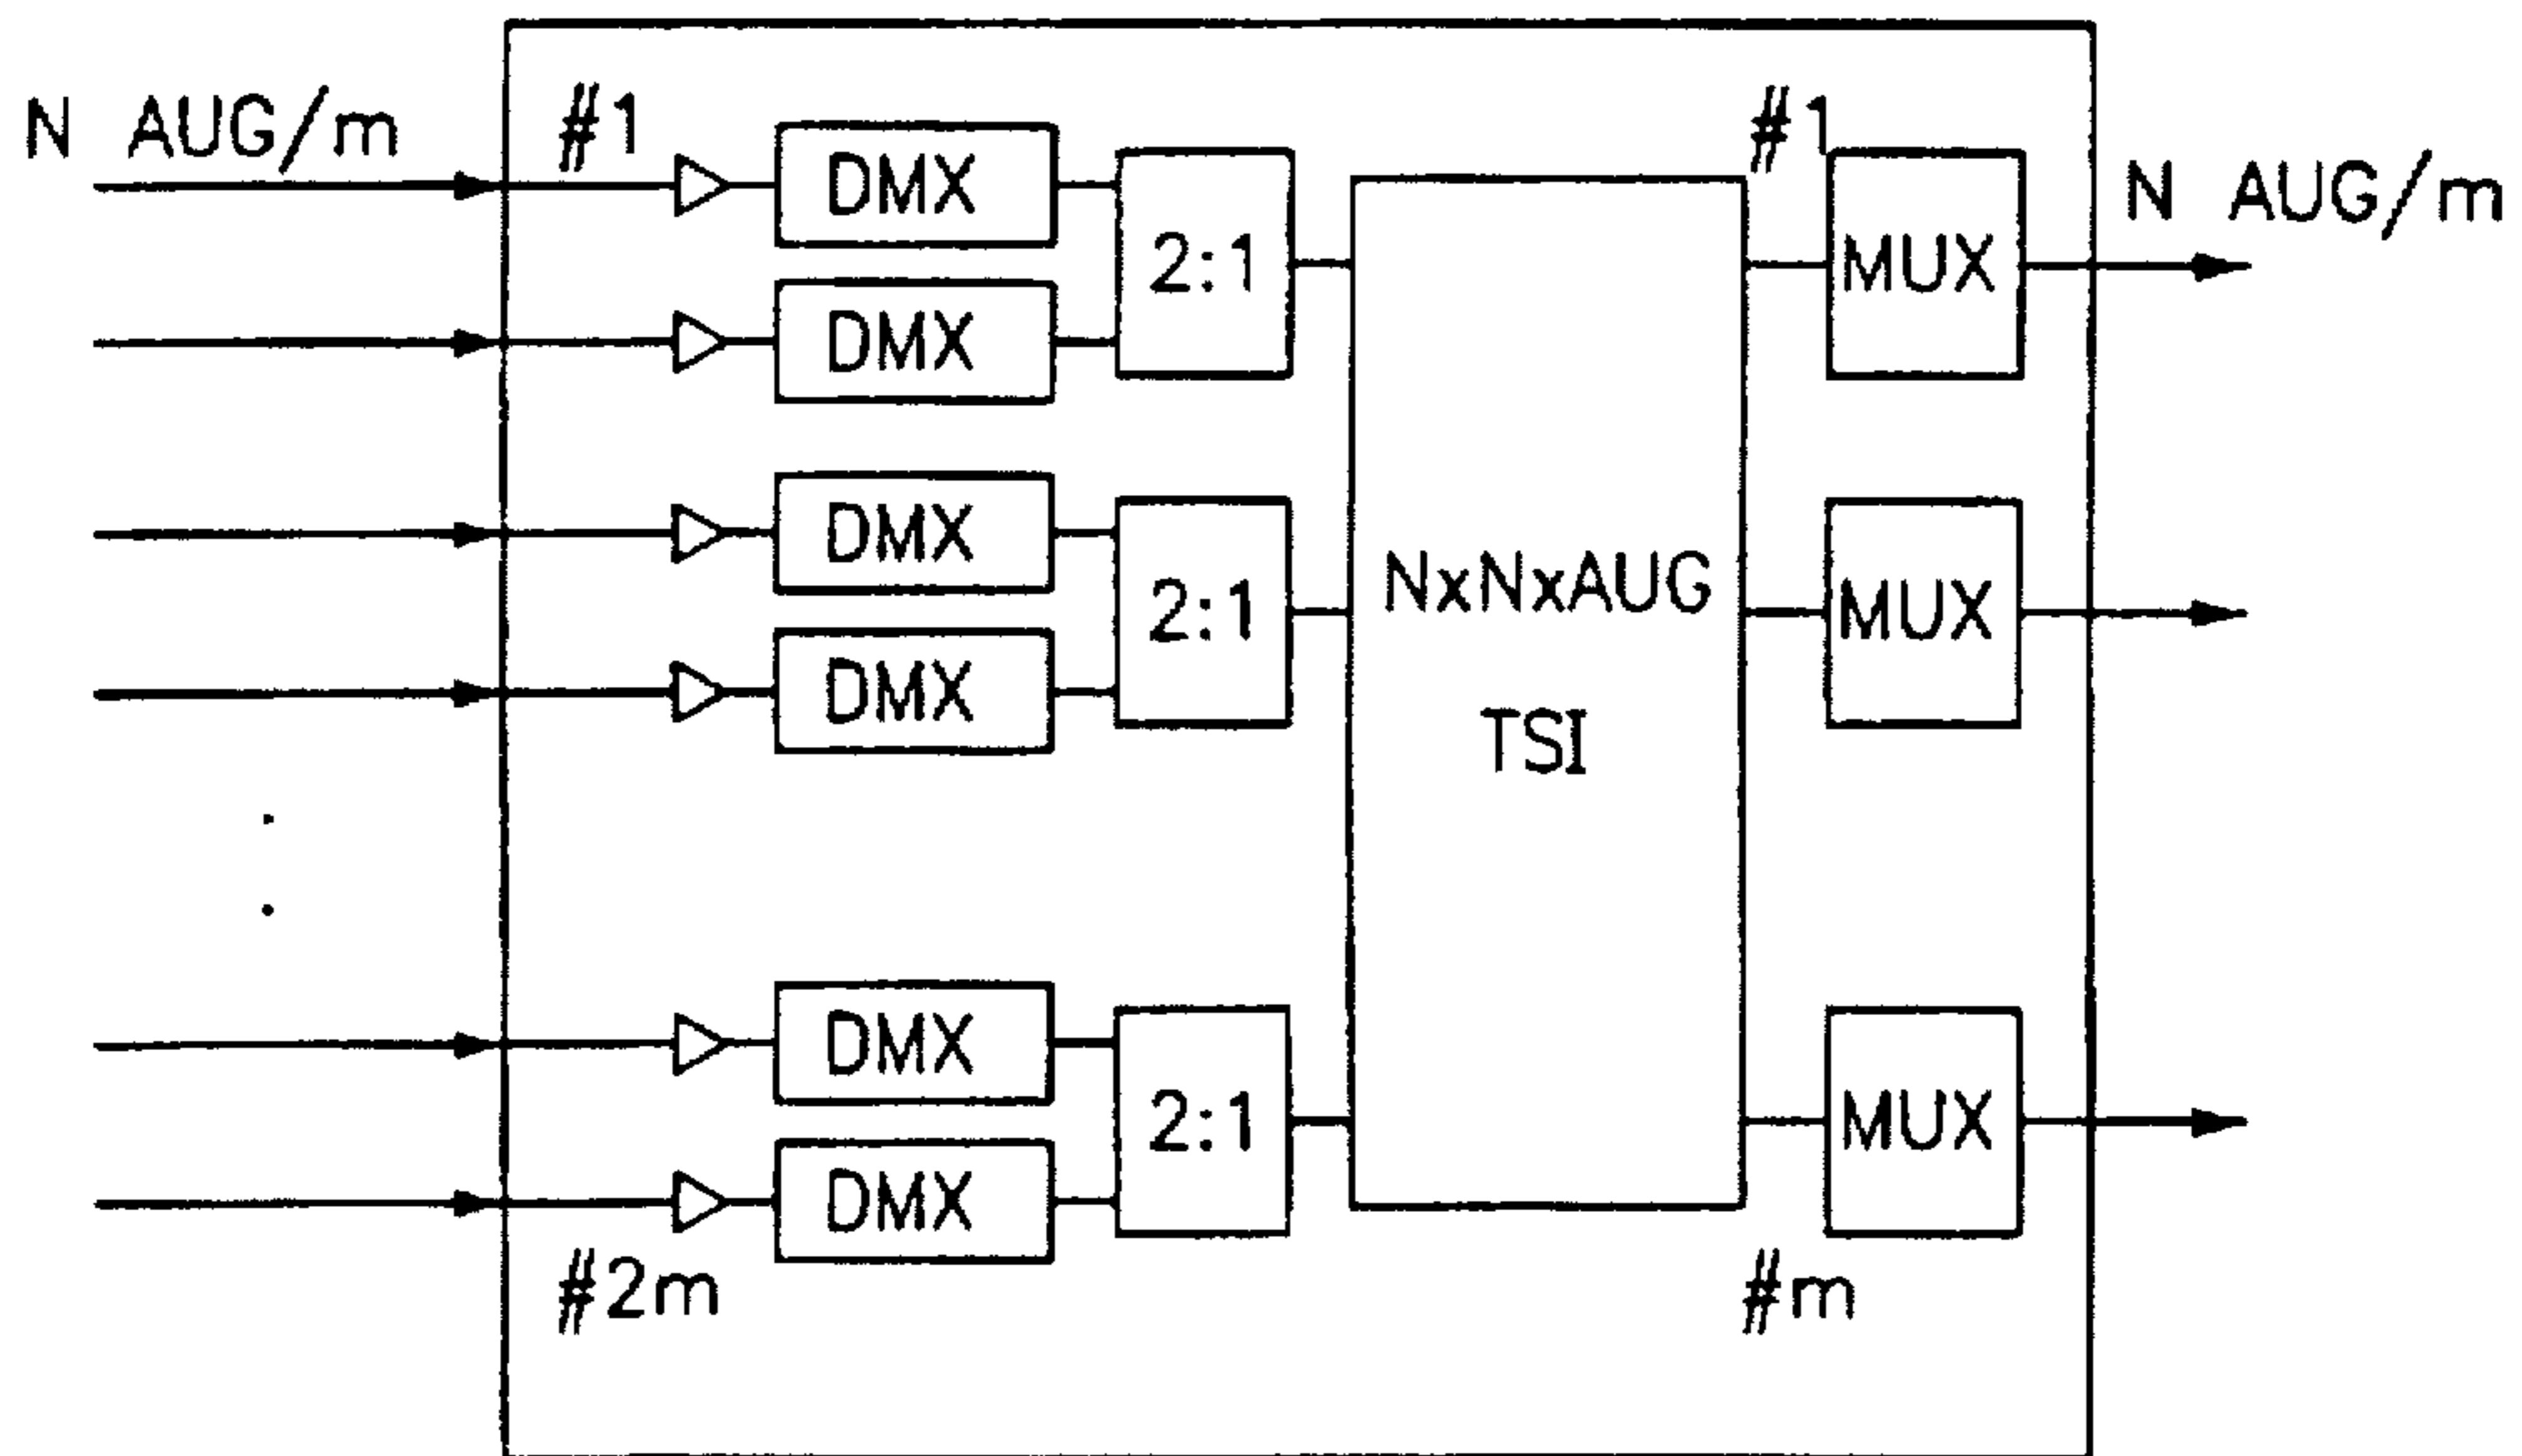 N AUG/m
#1
#1
N AUG/m
DMX
2:1
MUX
DMX
DMX
2:1
NxNxAUG
MUX
DMX
TSI
DMX
2:1
MUX
DMX
#2m
#m